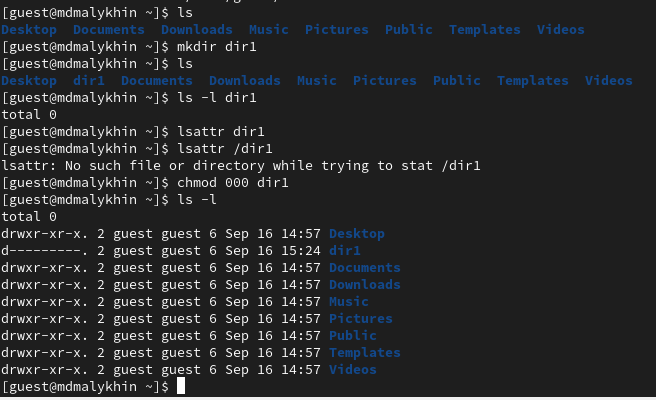 [guest@mdmalykhin ~]$ ls
Desktop  Documents  Downloads  Music  Pictures  Public  Templates  Videos
[guest@mdmalykhin ~]$ mkdir dir1
[guest@mdmalykhin ~]$ ls
Desktop  dir1  Documents  Downloads  Music  Pictures  Public  Templates  Videos
[guest@mdmalykhin ~]$ ls -l dir1
total 0
[guest@mdmalykhin ~]$ lsattr dir1
[guest@mdmalykhin ~]$ lsattr /dir1
lsattr: No such file or directory while trying to stat /dir1
[guest@mdmalykhin ~]$ chmod 000 dir1
[guest@mdmalykhin ~]$ ls -l
total 0
drwxr-xr-x. 2 guest guest 6 Sep 16 14:57 Desktop
d---------. 2 guest guest 6 Sep 16 15:24 dir1
drwxr-xr-x. 2 guest guest 6 Sep 16 14:57 Documents
drwxr-xr-x. 2 guest guest 6 Sep 16 14:57 Downloads
drwxr-xr-x. 2 guest guest 6 Sep 16 14:57 Music
drwxr-xr-x. 2 guest guest 6 Sep 16 14:57 Pictures
drwxr-xr-x. 2 guest guest 6 Sep 16 14:57 Public
drwxr-xr-x. 2 guest guest 6 Sep 16 14:57 Templates
drwxr-xr-x. 2 guest guest 6 Sep 16 14:57 Videos
[guest@mdmalykhin ~]$